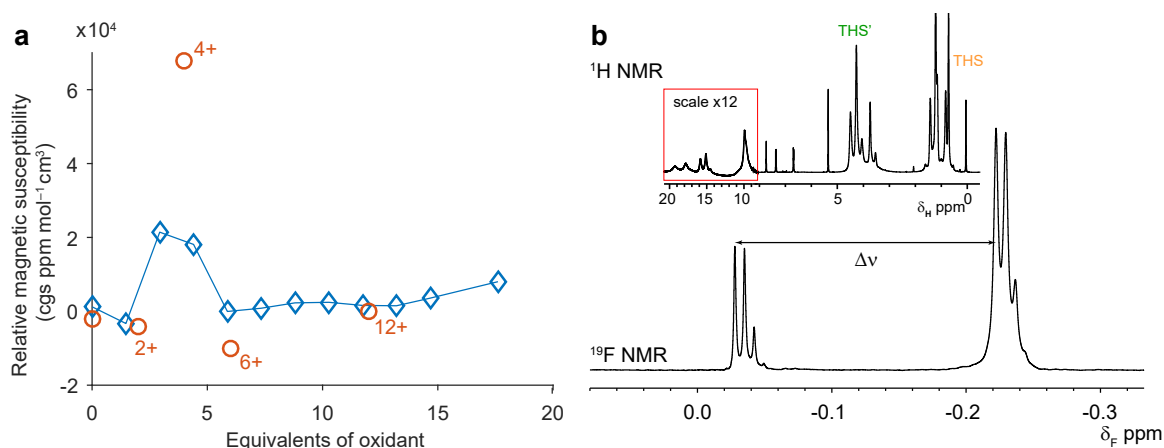 a
x10⁴
Relative magnetic susceptibility
(cgs ppm mol⁻¹ cm³)
6
4
2
0
-2
4+
2+
6+
12+
0
5
10
15
20
Equivalents of oxidant
b
¹H NMR
THS'
THS
scale x12
20
15
10
5
0
δH ppm
Δν
¹⁹F NMR
0.0
-0.1
-0.2
-0.3
δF ppm